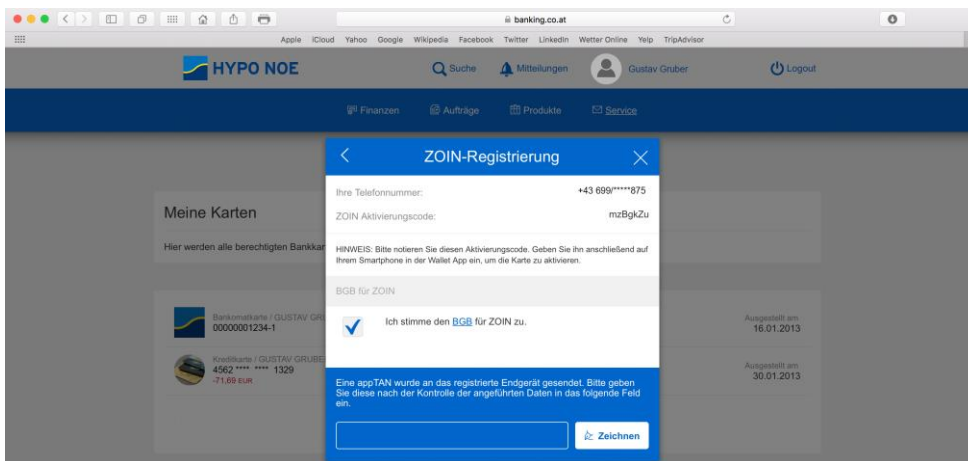 banking.co.at
Apple iCloud Yahoo Google Wikipedia Facebook Twitter LinkedIn Wetter Online Yelp TripAdvisor
HYPO NOE Suche Mitteilungen Gustav Gruber Logout
Finanzen Aufträge Produkte Service
ZOIN-Registrierung
Ihre Telefonnummer: +43 699/*****875
Meine Karten
ZOIN Aktivierungscode: mzBgkZu
Hier werden alle berechtigten Bankkar
HINWEIS: Bitte notieren Sie diesen Aktivierungscode. Geben Sie ihn anschließend auf
Ihrem Smartphone in der Wallet App ein, um die Karte zu aktivieren.
BGB für ZOIN
Bankomatkarte / GUSTAV GRU
00000001234-1
Ich stimme den BGB für ZOIN zu.
Ausgestellt am
16.01.2013
Kreditkarte / GUSTAV GRUBE
4562 **** **** 1329
-71,69 EUR
Ausgestellt am
30.01.2013
Eine appTAN wurde an das registrierte Endgerät gesendet. Bitte geben
Sie diese nach der Kontrolle der angeführten Daten in das folgende Feld
ein.
Zeichnen